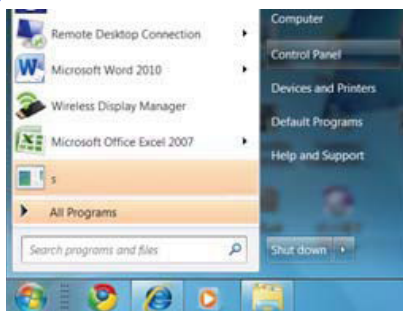 Remote Desktop Connection
Microsoft Word 2010
Wireless Display Manager
Microsoft Office Excel 2007
s
All Programs
Search programs and files
Computer
Control Panel
Devices and Printers
Default Programs
Help and Support
Shut down